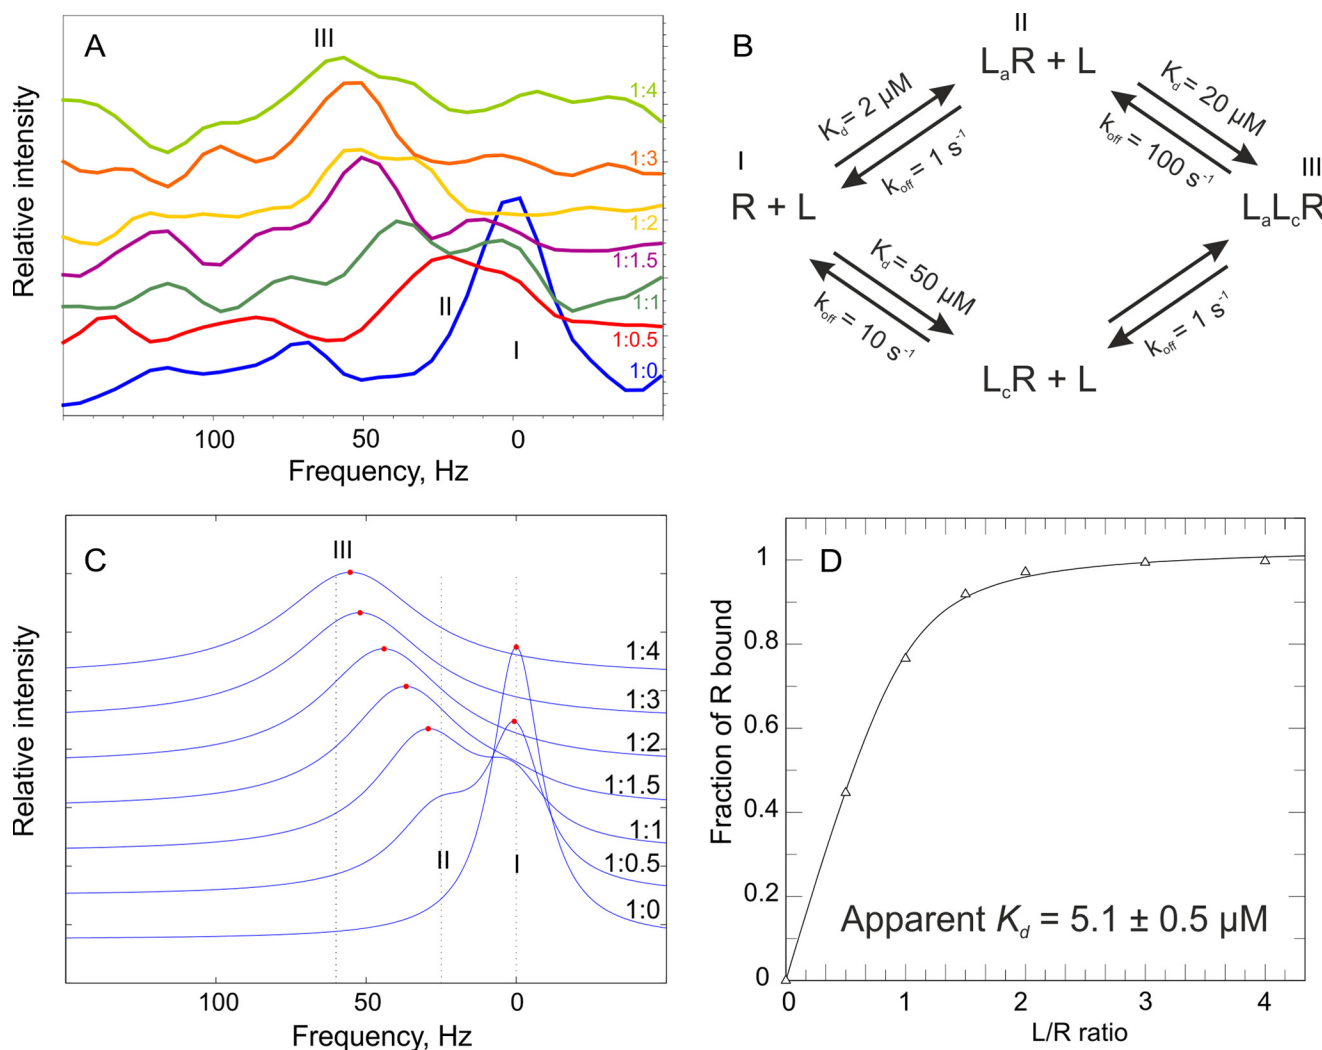 A
III
1:4
1:3
1:2
1:1.5
1:1
II
1:0.5
I
1:0
Relative intensity
100
50
0
Frequency, Hz
B
II
LaR + L
Kd = 2 µM
koff = 1 s-1
Kd = 20 µM
koff = 100 s-1
I
R + L
III
LaLcR
Kd = 50 µM
koff = 10 s-1
koff = 1 s-1
LcR + L
C
III
1:4
1:3
1:2
1:1.5
1:1
II
I
1:0.5
1:0
Relative intensity
100
50
0
Frequency, Hz
D
1
0.8
0.6
0.4
0.2
0
Fraction of R bound
Apparent Kd = 5.1 ± 0.5 µM
0
1
2
3
4
L/R ratio